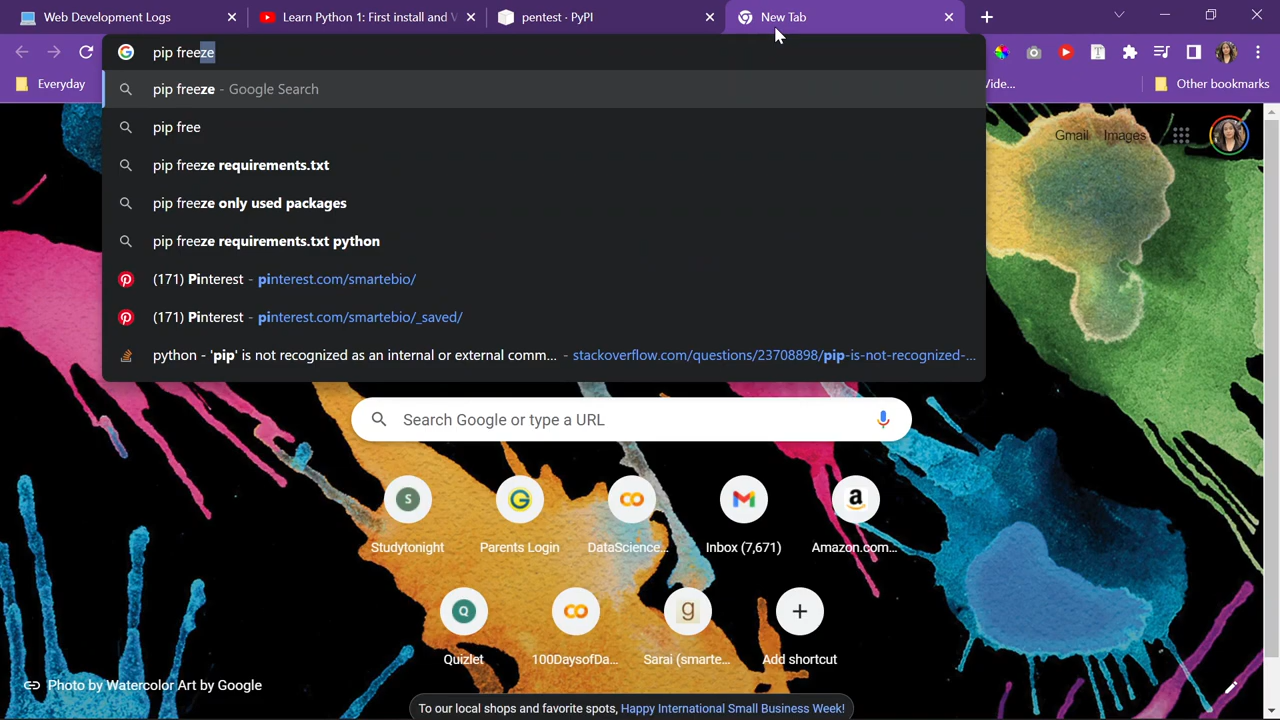 Web Development Logs
Learn Python 1: First install and V
pentest · PyPI
New Tab
pip freeze
Everyday
/ide...
Other bookmarks
pip freeze - Google Search
pip free
pip freeze requirements.txt
pip freeze only used packages
pip freeze requirements.txt python
(171) Pinterest - pinterest.com/smartebio/
(171) Pinterest - pinterest.com/smartebio/_saved/
python - 'pip' is not recognized as an internal or external comm... - stackoverflow.com/questions/23708898/pip-is-not-recognized-...
Gmail Images
Search Google or type a URL
S
Studytonight
Parents Login
DataScience...
Inbox (7,671)
a
Amazon.com...
Q
Quizlet
100DaysofDa...
g
Sarai (smarte...
Add shortcut
Photo by Watercolor Art by Google
To our local shops and favorite spots, Happy International Small Business Week!